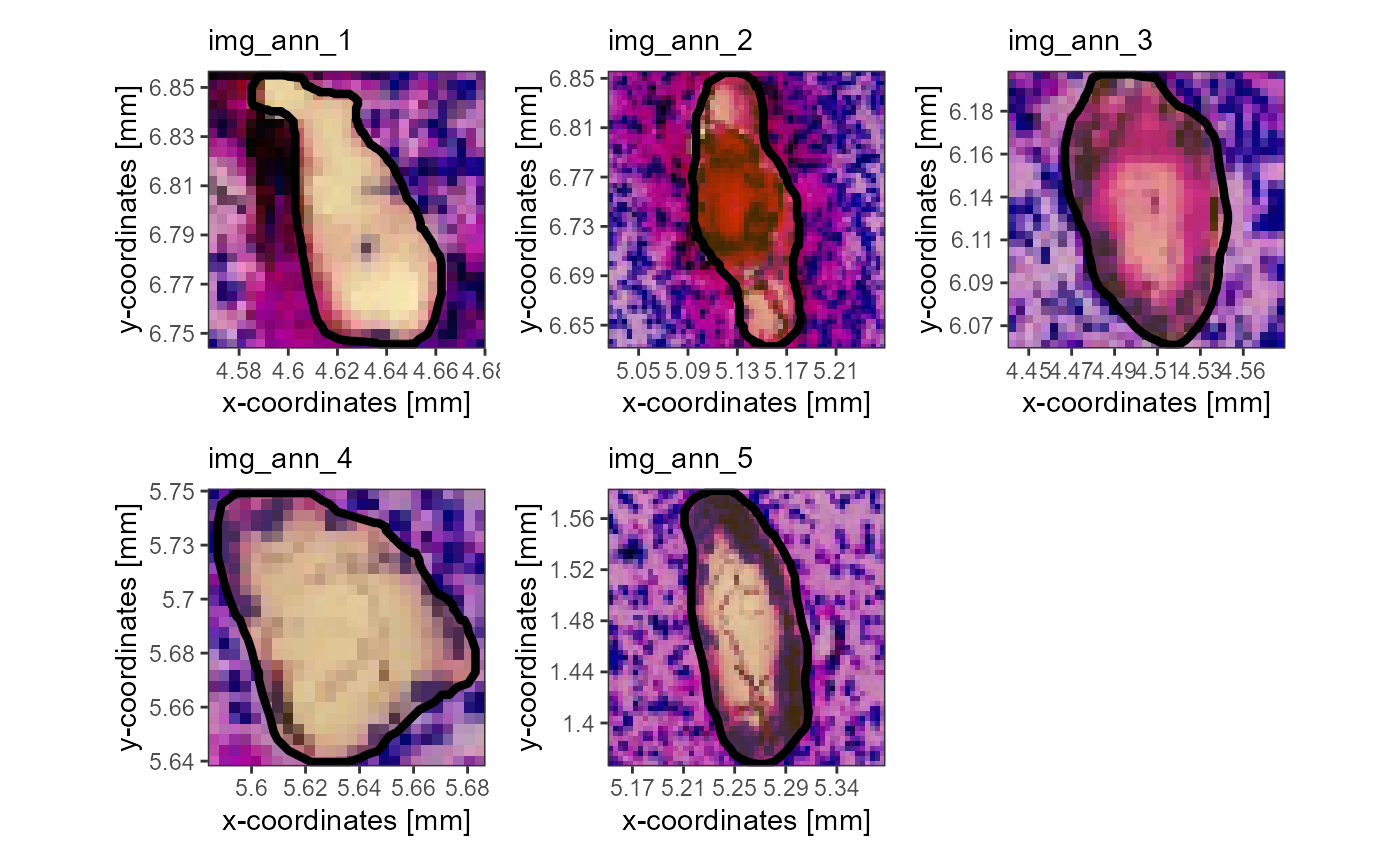 img_ann_1
y-coordinates [mm]
6.85
6.83
6.81
6.79
6.77
6.75
4.58 4.6 4.62 4.64 4.66 4.68
x-coordinates [mm]
img_ann_2
y-coordinates [mm]
6.85
6.81
6.77
6.73
6.69
6.65
5.05 5.09 5.13 5.17 5.21
x-coordinates [mm]
img_ann_3
y-coordinates [mm]
6.18
6.16
6.14
6.11
6.09
6.07
4.45 4.47 4.49 4.51 4.53 4.56
x-coordinates [mm]
img_ann_4
y-coordinates [mm]
5.75
5.73
5.7
5.68
5.66
5.64
5.6 5.62 5.64 5.66 5.68
x-coordinates [mm]
img_ann_5
y-coordinates [mm]
1.56
1.52
1.48
1.44
1.4
5.17 5.21 5.25 5.29 5.34
x-coordinates [mm]